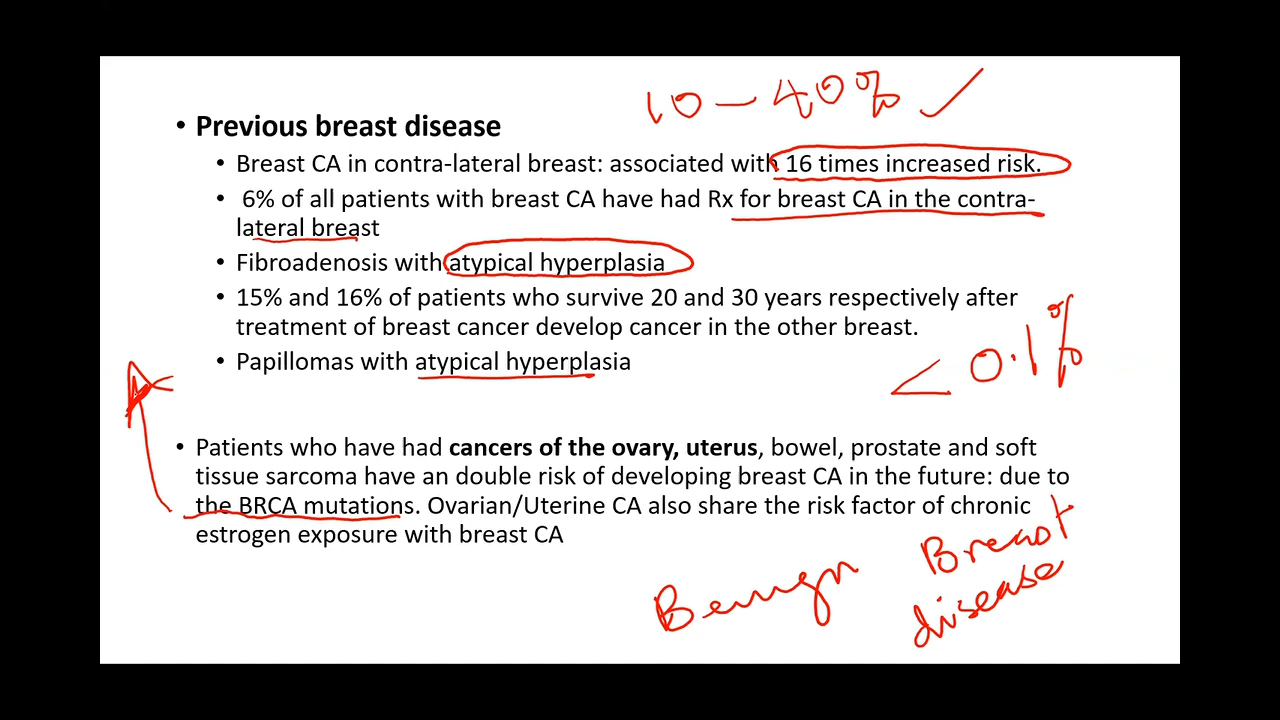 10 - 40% ✓
• Previous breast disease
• Breast CA in contra-lateral breast: associated with 16 times increased risk.
• 6% of all patients with breast CA have had Rx for breast CA in the contra-
lateral breast
• Fibroadenosis with atypical hyperplasia
• 15% and 16% of patients who survive 20 and 30 years respectively after
treatment of breast cancer develop cancer in the other breast.
< 0.1%
• Papillomas with atypical hyperplasia
• Patients who have had cancers of the ovary, uterus, bowel, prostate and soft
tissue sarcoma have an double risk of developing breast CA in the future: due to
the BRCA mutations. Ovarian/Uterine CA also share the risk factor of chronic
estrogen exposure with breast CA
Benign Breast
disease